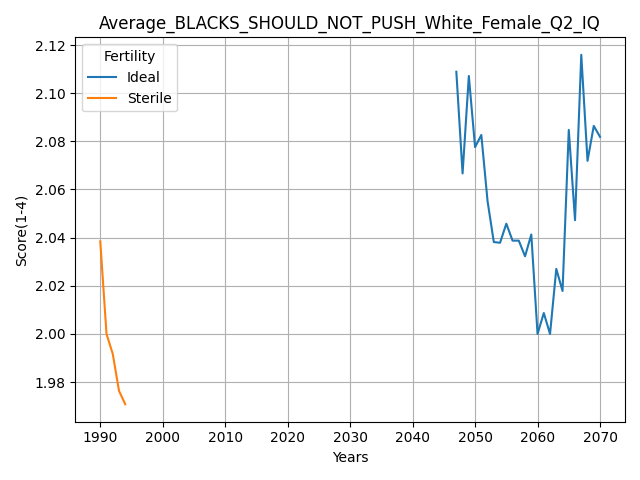 Average_BLACKS_SHOULD_NOT_PUSH_White_Female_Q2_IQ
Fertility
Ideal
Sterile
2.12
2.10
2.08
2.06
2.04
2.02
2.00
1.98
Score(1-4)
1990 2000 2010 2020 2030 2040 2050 2060 2070
Years